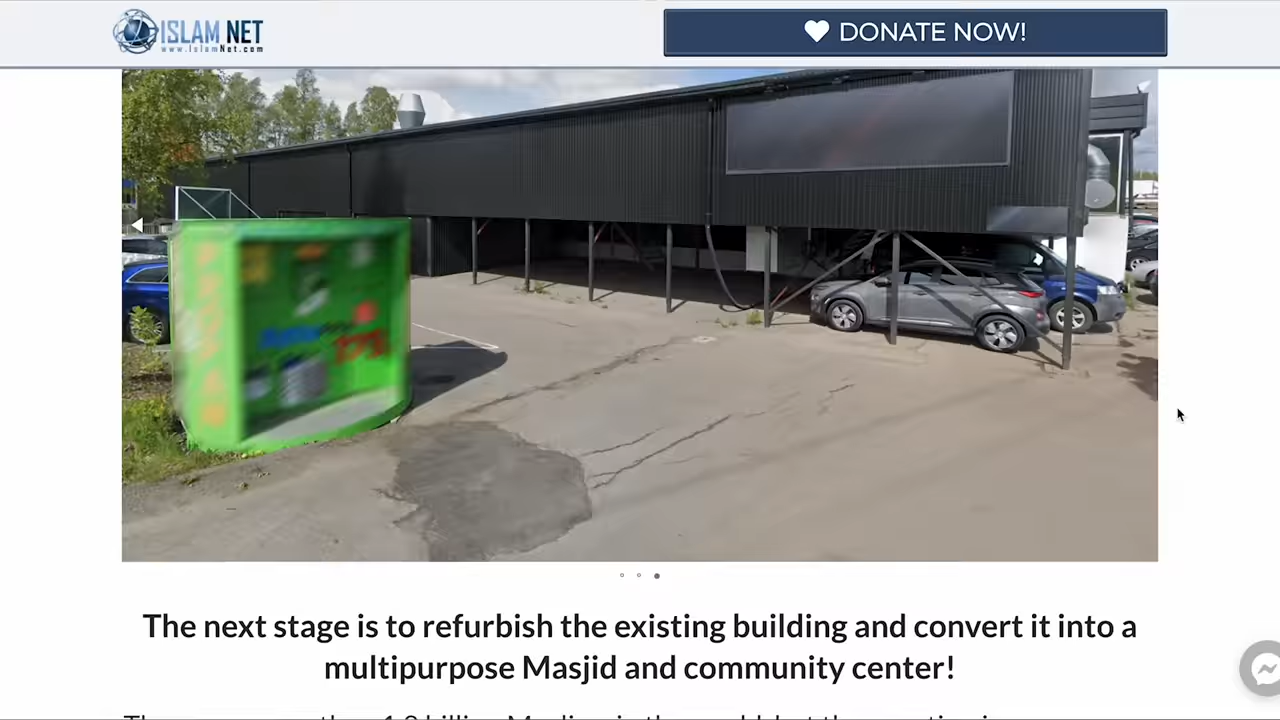 ISLAM NET
www.IslamNet.com
DONATE NOW!
175
The next stage is to refurbish the existing building and convert it into a
multipurpose Masjid and community center!